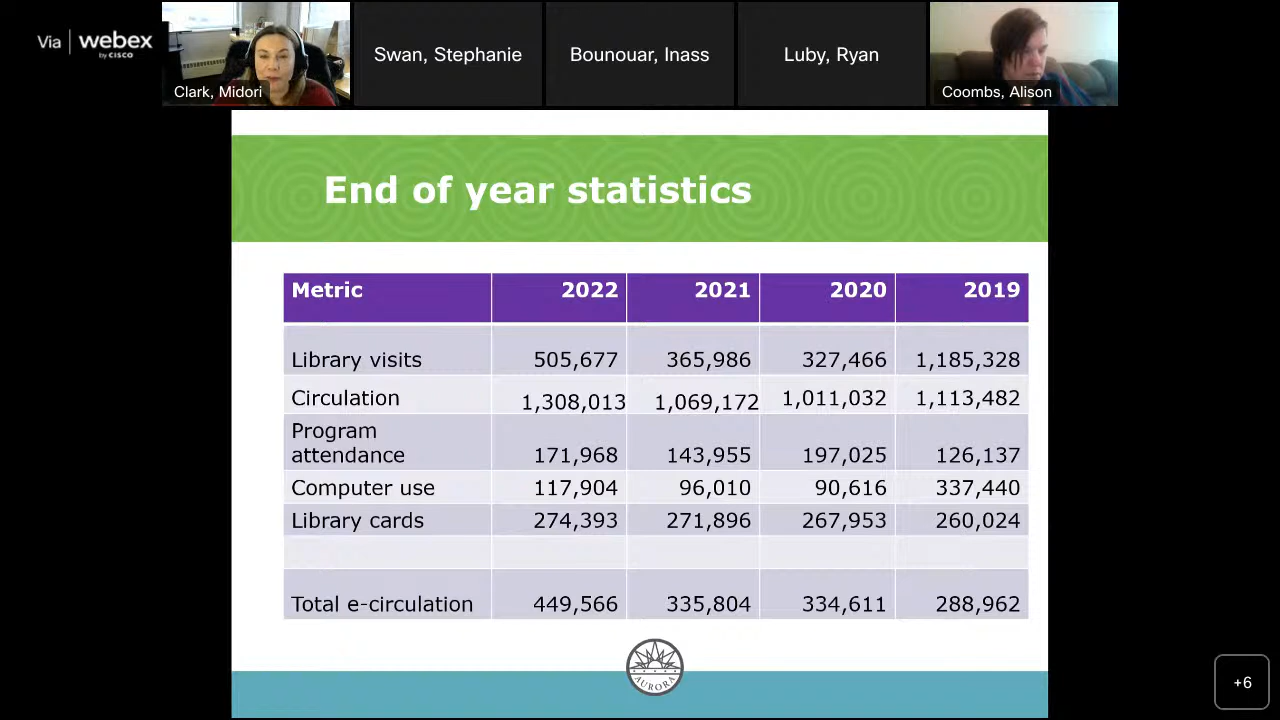 Via | webex
by CISCO
Clark, Midori
Swan, Stephanie
Bounouar, Inass
Luby, Ryan
Coombs, Alison
End of year statistics
Metric 2022 2021 2020 2019
Library visits 505,677 365,986 327,466 1,185,328
Circulation 1,308,013 1,069,172 1,011,032 1,113,482
Program
attendance 171,968 143,955 197,025 126,137
Computer use 117,904 96,010 90,616 337,440
Library cards 274,393 271,896 267,953 260,024
Total e-circulation 449,566 335,804 334,611 288,962
AURORA
+6